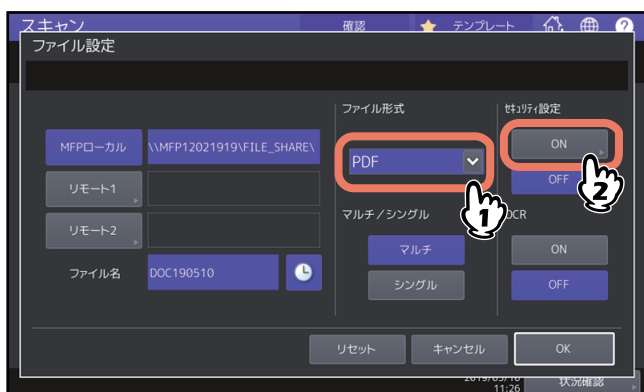 スキャン 確認 テンプレート ?
ファイル設定
ファイル形式 セキュリティ設定
MFPローカル \\MFP12021919\FILE_SHARE\ PDF ON
リモート1 OFF
1 2
マルチ／シングル OCR
リモート2 マルチ ON
ファイル名 DOC190510 シングル OFF
リセット キャンセル OK
11:26 状況確認